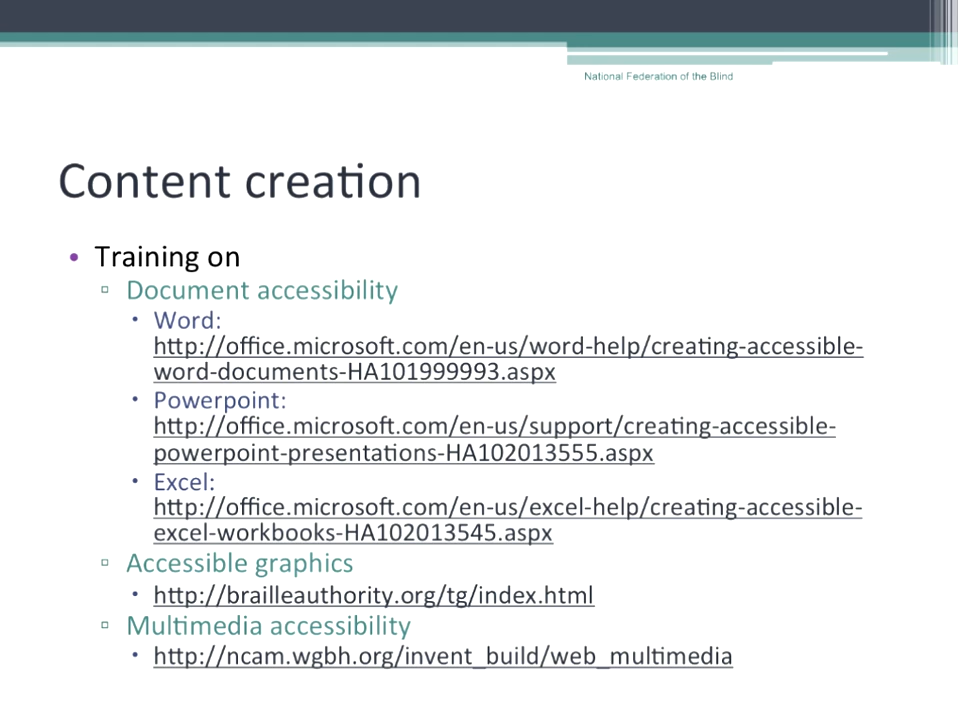 National Federation of the Blind
Content creation
• Training on
▫ Document accessibility
▪ Word:
http://office.microsoft.com/en-us/word-help/creating-accessible-
word-documents-HA101999993.aspx
▪ Powerpoint:
http://office.microsoft.com/en-us/support/creating-accessible-
powerpoint-presentations-HA102013555.aspx
▪ Excel:
http://office.microsoft.com/en-us/excel-help/creating-accessible-
excel-workbooks-HA102013545.aspx
▫ Accessible graphics
▪ http://brailleauthority.org/tg/index.html
▫ Multimedia accessibility
▪ http://ncam.wgbh.org/invent_build/web_multimedia